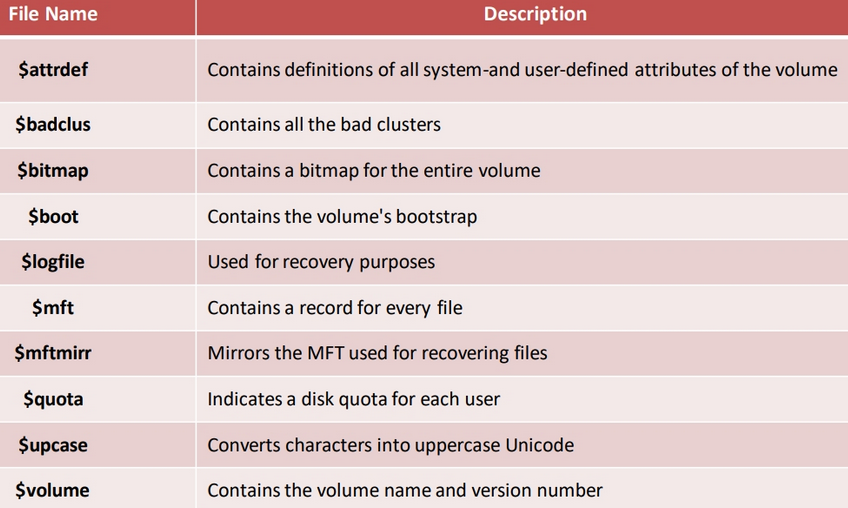 File Name Description
$attrdef Contains definitions of all system-and user-defined attributes of the volume
$badclus Contains all the bad clusters
$bitmap Contains a bitmap for the entire volume
$boot Contains the volume's bootstrap
$logfile Used for recovery purposes
$mft Contains a record for every file
$mftmirr Mirrors the MFT used for recovering files
$quota Indicates a disk quota for each user
$upcase Converts characters into uppercase Unicode
$volume Contains the volume name and version number